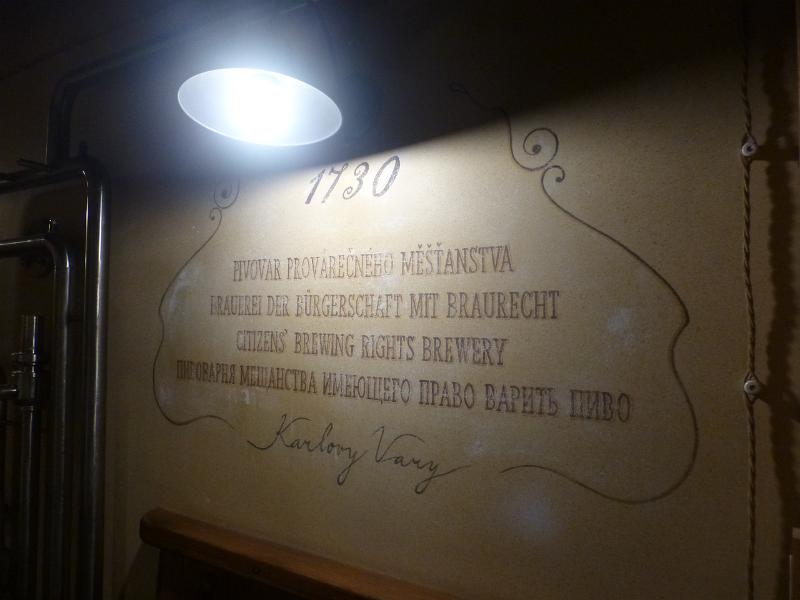 1730
PIVOVAR PROVÁREČNÉHO MĚŠŤANSTVA
BRAUEREI DER BÜRGERSCHAFT MIT BRAURECHT
CITIZENS' BREWING RIGHTS BREWERY
ПИВОВАРНЯ МЕЩАНСТВА ИМЕЮЩЕГО ПРАВО ВАРИТЬ ПИВО
Karlovy Vary